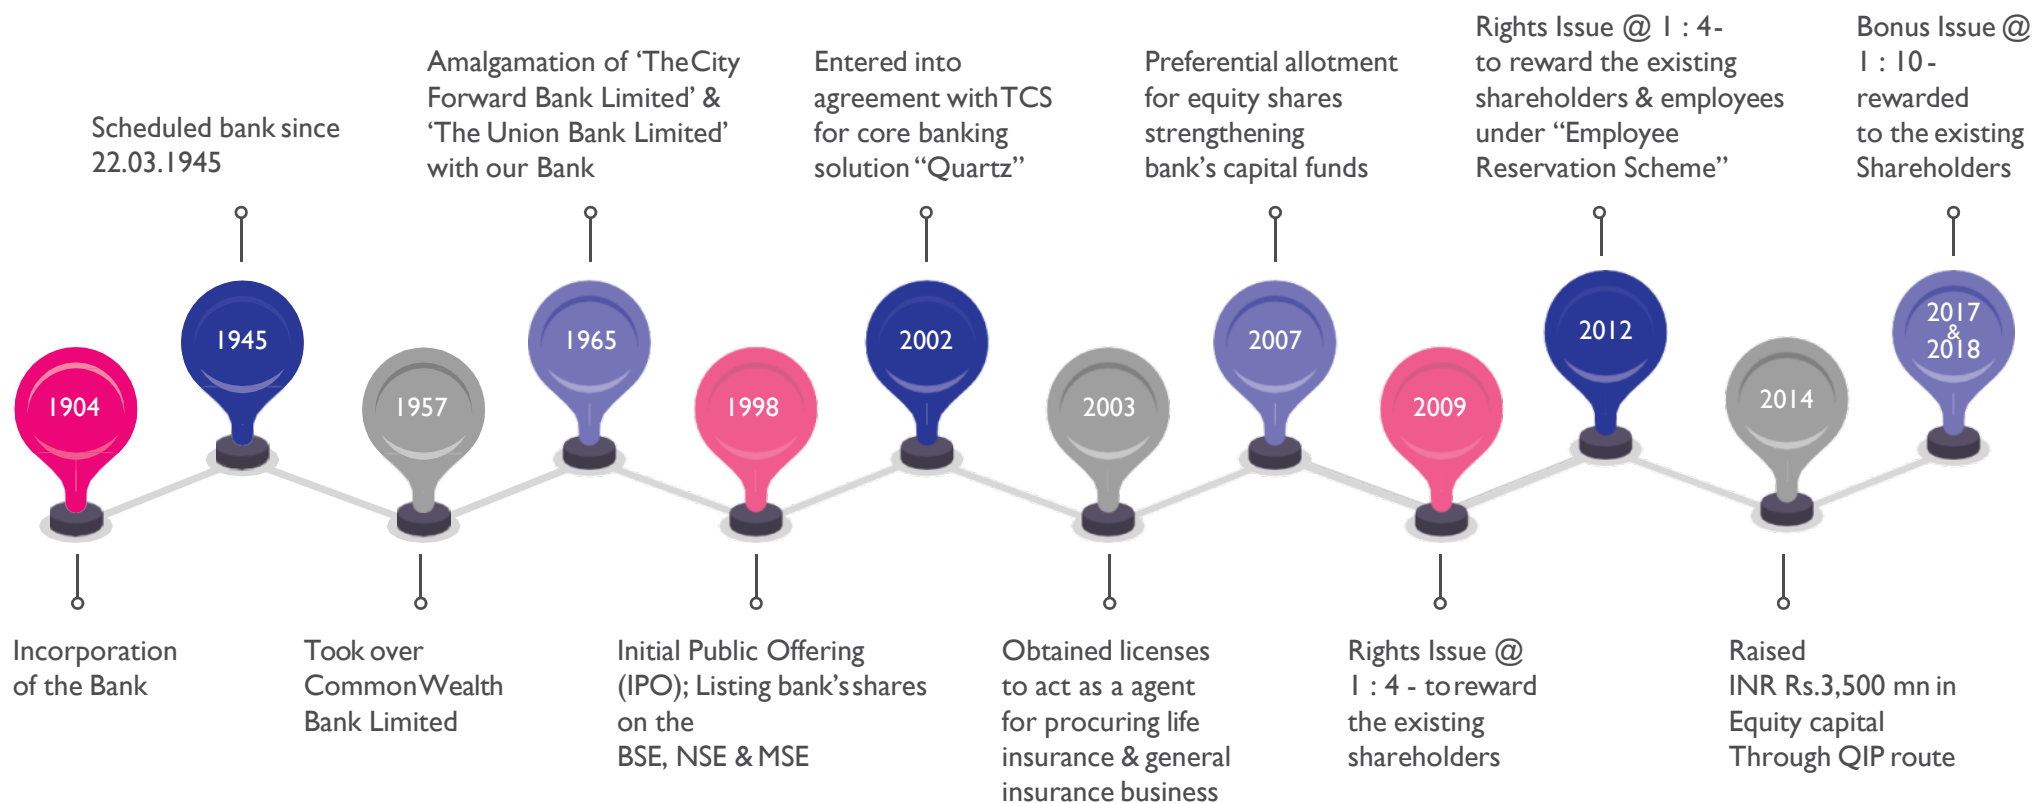 Scheduled bank since
22.03.1945
Amalgamation of ‘The City
Forward Bank Limited’ &
‘The Union Bank Limited’
with our Bank
Entered into
agreement with TCS
for core banking
solution “Quartz”
Preferential allotment
for equity shares
strengthening
bank’s capital funds
Rights Issue @ 1 : 4 -
to reward the existing
shareholders & employees
under “Employee
Reservation Scheme”
Bonus Issue @
1 : 10 -
rewarded
to the existing
Shareholders
1904
1945
1957
1965
1998
2002
2003
2007
2009
2012
2014
2017
&
2018
Incorporation
of the Bank
Took over
Common Wealth
Bank Limited
Initial Public Offering
(IPO); Listing bank’s shares
on the
BSE, NSE & MSE
Obtained licenses
to act as a agent
for procuring life
insurance & general
insurance business
Rights Issue @
1 : 4 - to reward
the existing
shareholders
Raised
INR Rs.3,500 mn in
Equity capital
Through QIP route